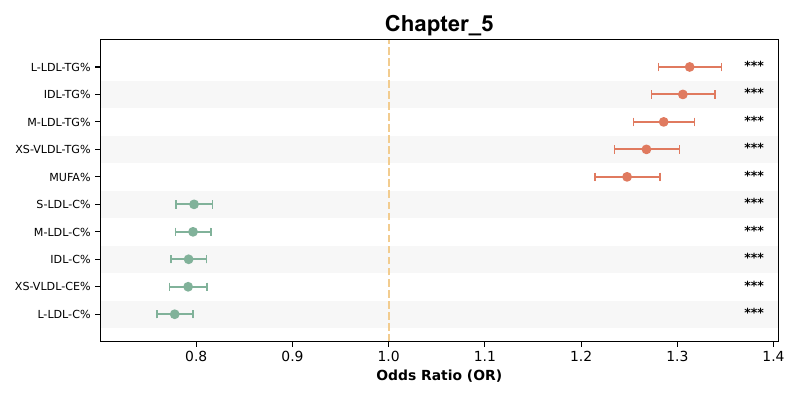 Chapter_5
L-LDL-TG% ***
IDL-TG% ***
M-LDL-TG% ***
XS-VLDL-TG% ***
MUFA% ***
S-LDL-C% ***
M-LDL-C% ***
IDL-C% ***
XS-VLDL-CE% ***
L-LDL-C% ***
0.8 0.9 1.0 1.1 1.2 1.3 1.4
Odds Ratio (OR)